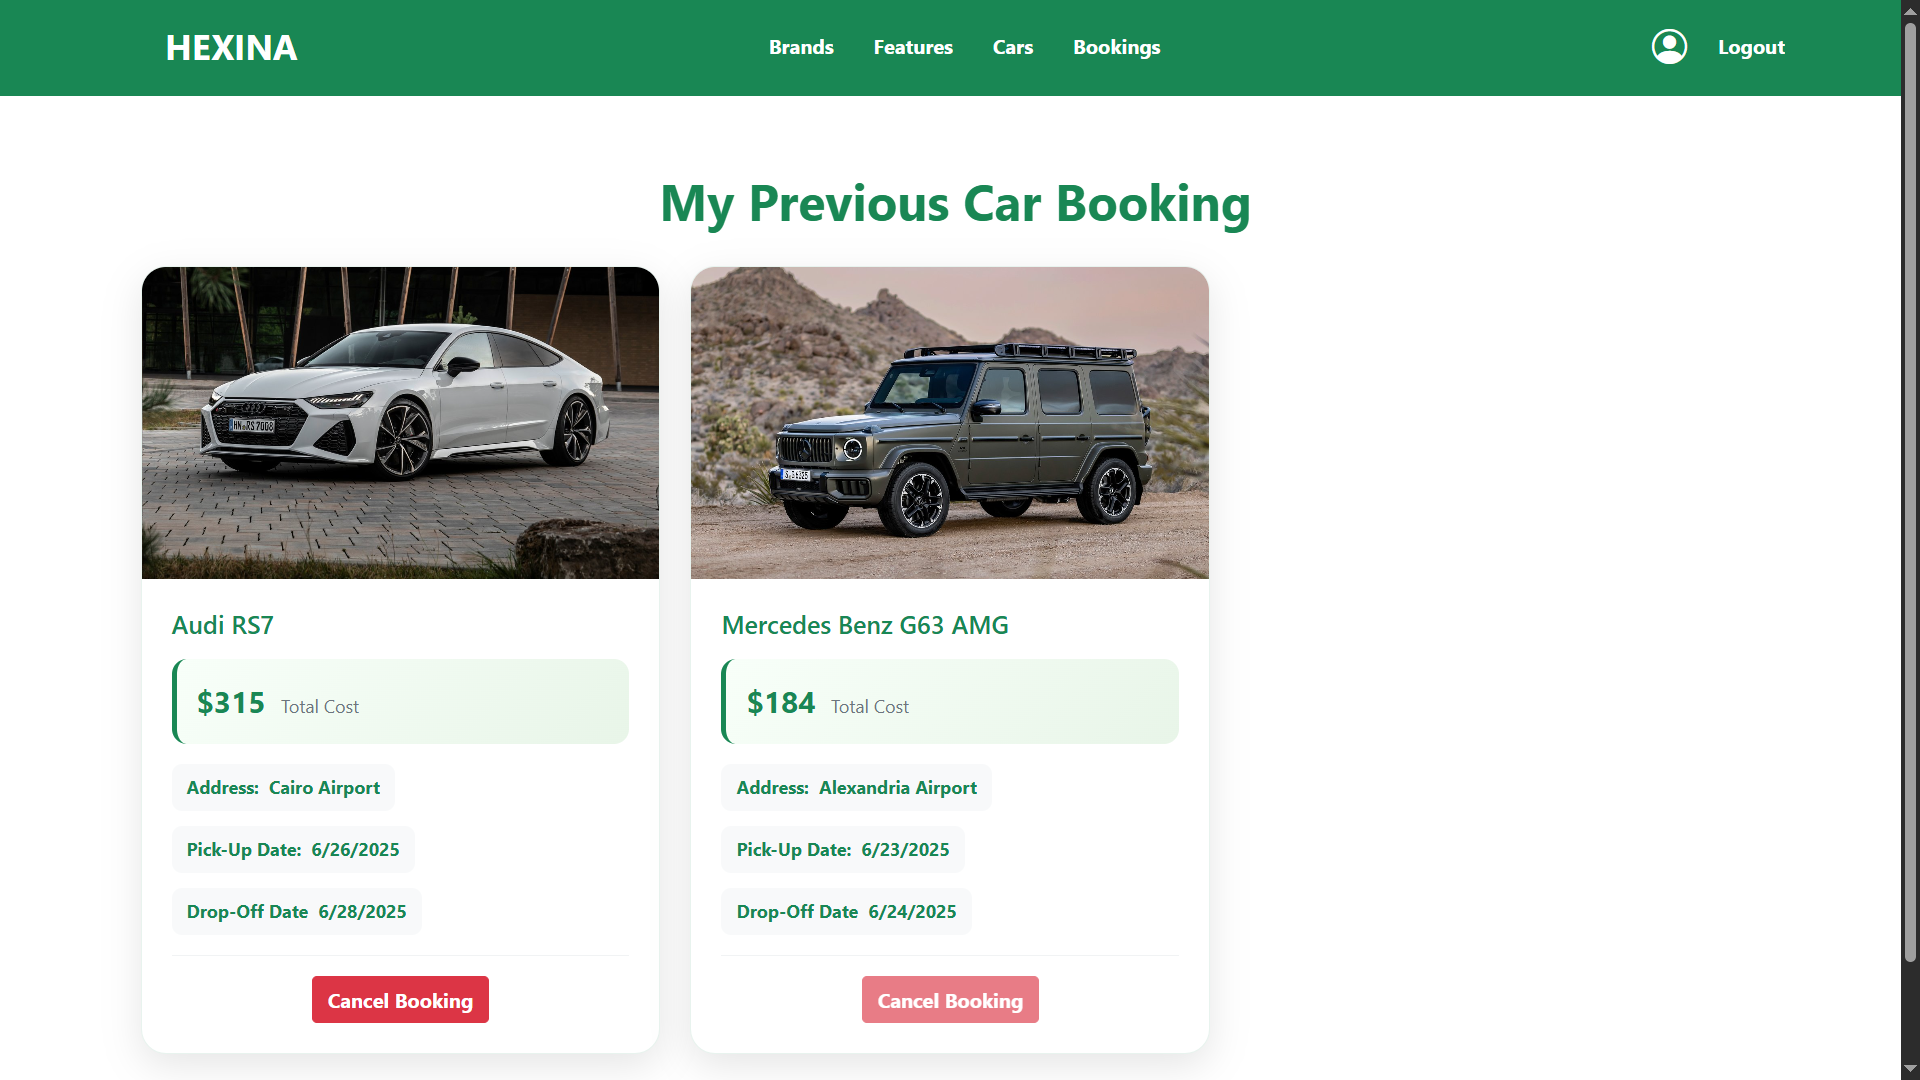 HEXINA
Brands Features Cars Bookings
Logout
My Previous Car Booking
HN RS 7008
Audi RS7
$315 Total Cost
Address: Cairo Airport
Pick-Up Date: 6/26/2025
Drop-Off Date 6/28/2025
Cancel Booking
Mercedes Benz G63 AMG
$184 Total Cost
Address: Alexandria Airport
Pick-Up Date: 6/23/2025
Drop-Off Date 6/24/2025
Cancel Booking